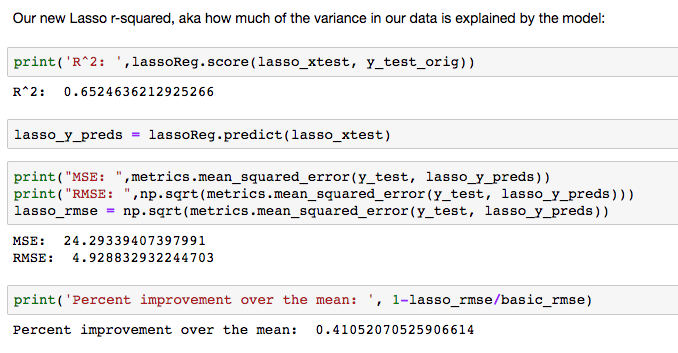 Our new Lasso r-squared, aka how much of the variance in our data is explained by the model:
print('R^2: ',lassoReg.score(lasso_xtest, y_test_orig))
R^2:  0.6524636212925266
lasso_y_preds = lassoReg.predict(lasso_xtest)
print("MSE: ",metrics.mean_squared_error(y_test, lasso_y_preds))
print("RMSE: ",np.sqrt(metrics.mean_squared_error(y_test, lasso_y_preds)))
lasso_rmse = np.sqrt(metrics.mean_squared_error(y_test, lasso_y_preds))
MSE:  24.29339407397991
RMSE:  4.928832932244703
print('Percent improvement over the mean: ', 1-lasso_rmse/basic_rmse)
Percent improvement over the mean:  0.41052070525906614